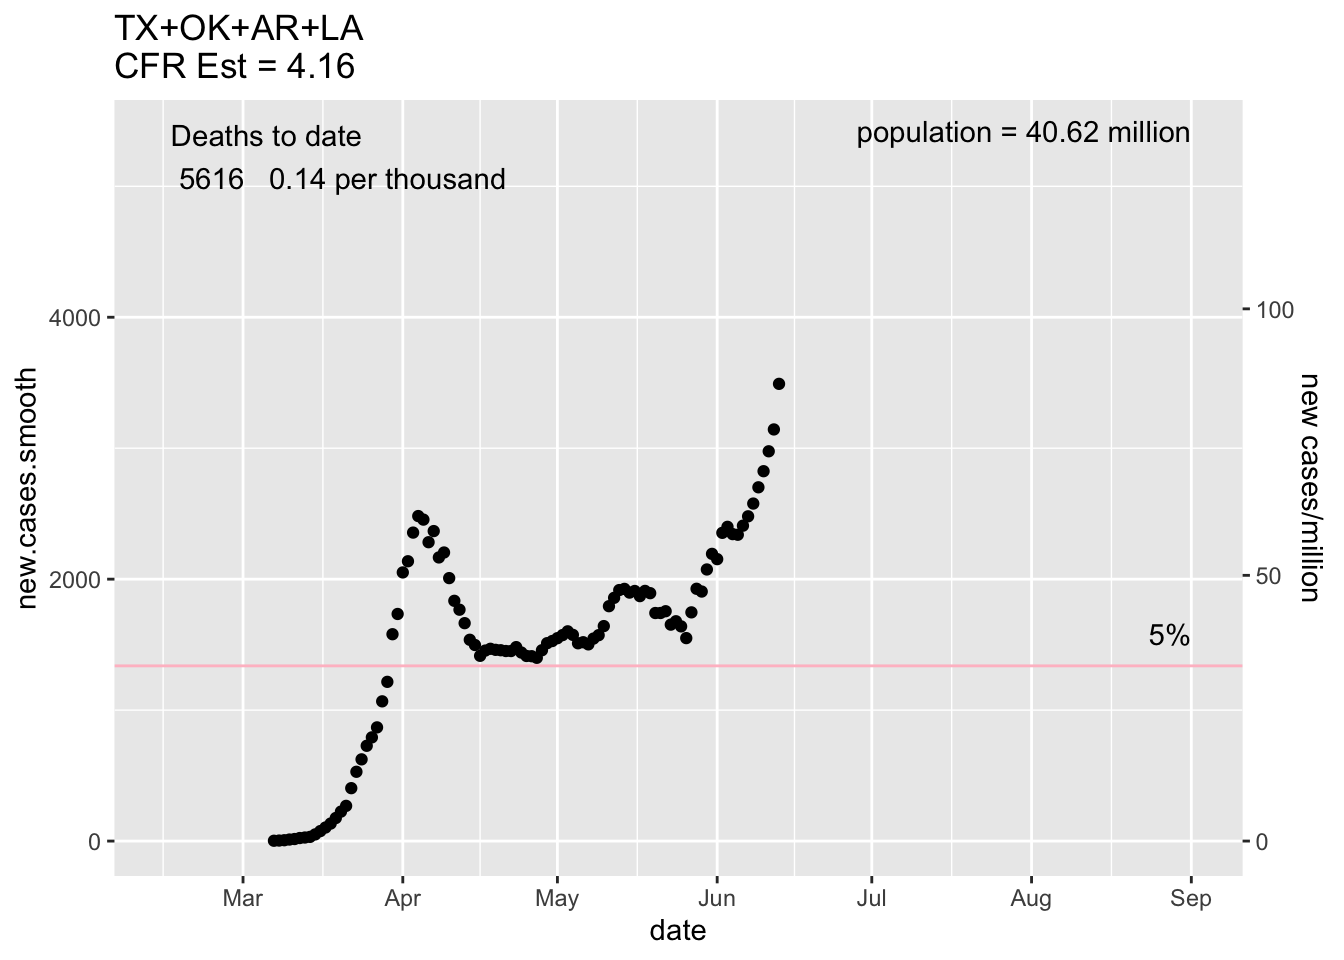 TX+OK+AR+LA
CFR Est = 4.16
Deaths to date
5616 0.14 per thousand
population = 40.62 million
4000
2000
0
new.cases.smooth
100
50
0
new cases/million
5%
Mar Apr May Jun Jul Aug Sep
date